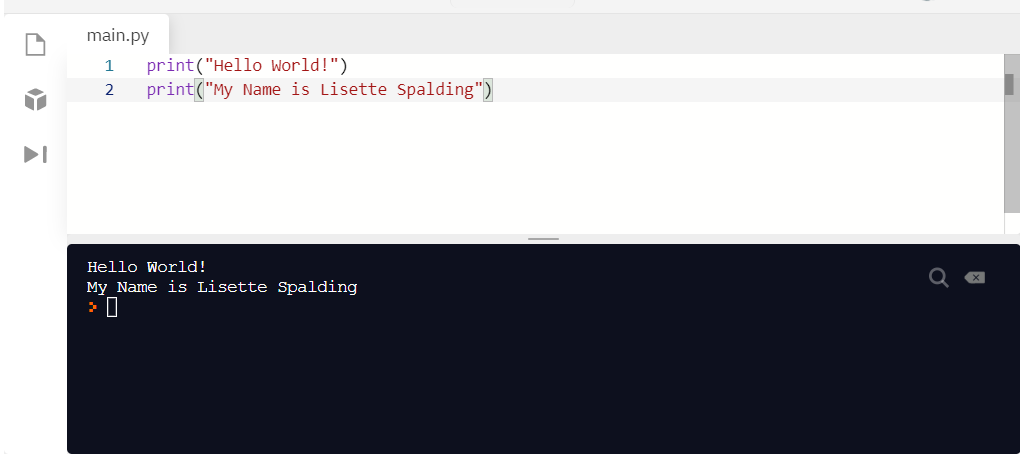 main.py
1 print("Hello World!")
2 print("My Name is Lisette Spalding")
Hello World!
My Name is Lisette Spalding
>